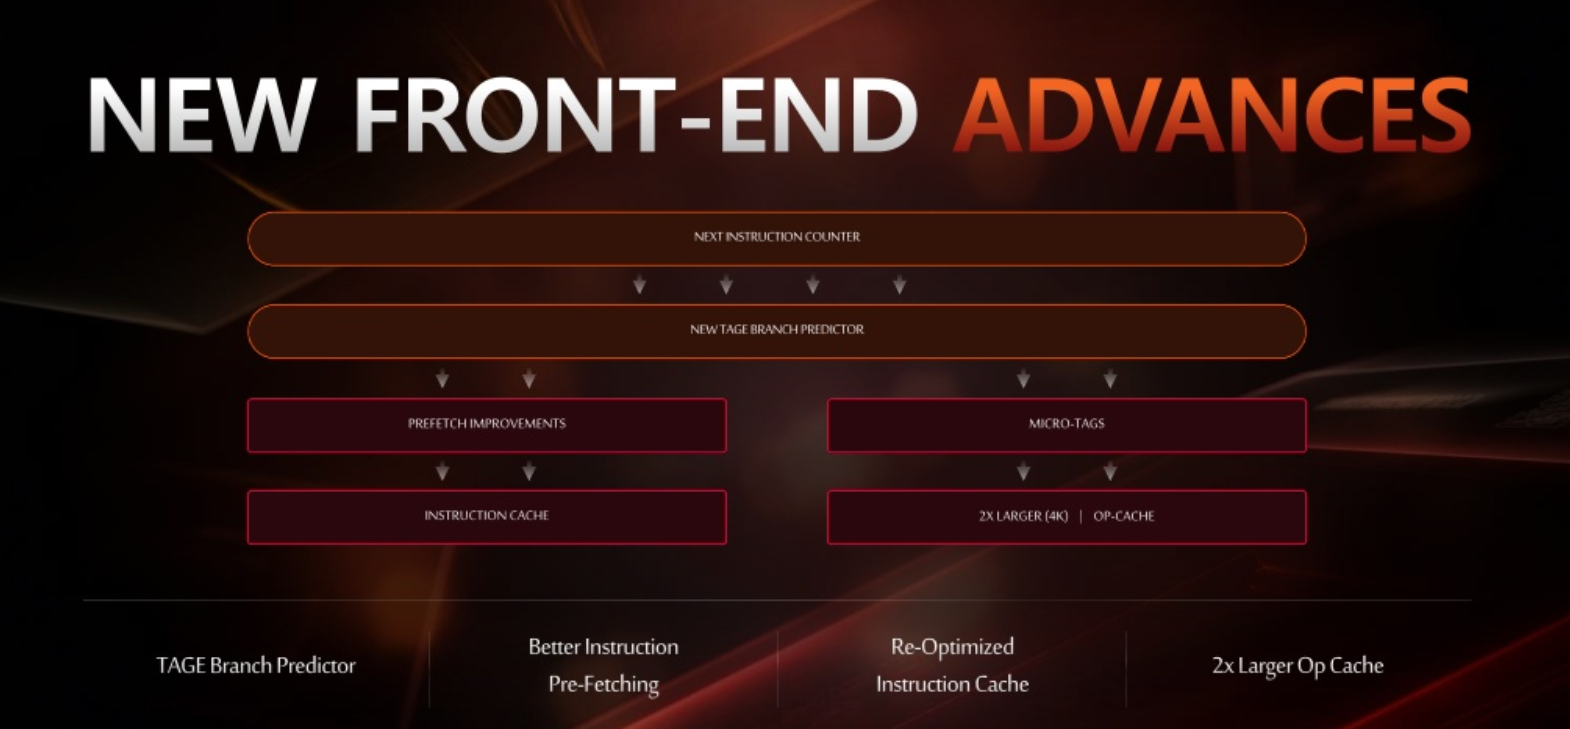 NEW FRONT-END ADVANCES
NEXT INSTRUCTION COUNTER
NEW TAGE BRANCH PREDICTOR
PREFETCH IMPROVEMENTS
MICRO-TAGS
INSTRUCTION CACHE
2X LARGER (4K) | OP-CACHE
TAGE Branch Predictor
Better Instruction
Pre-Fetching
Re-Optimized
Instruction Cache
2x Larger Op Cache